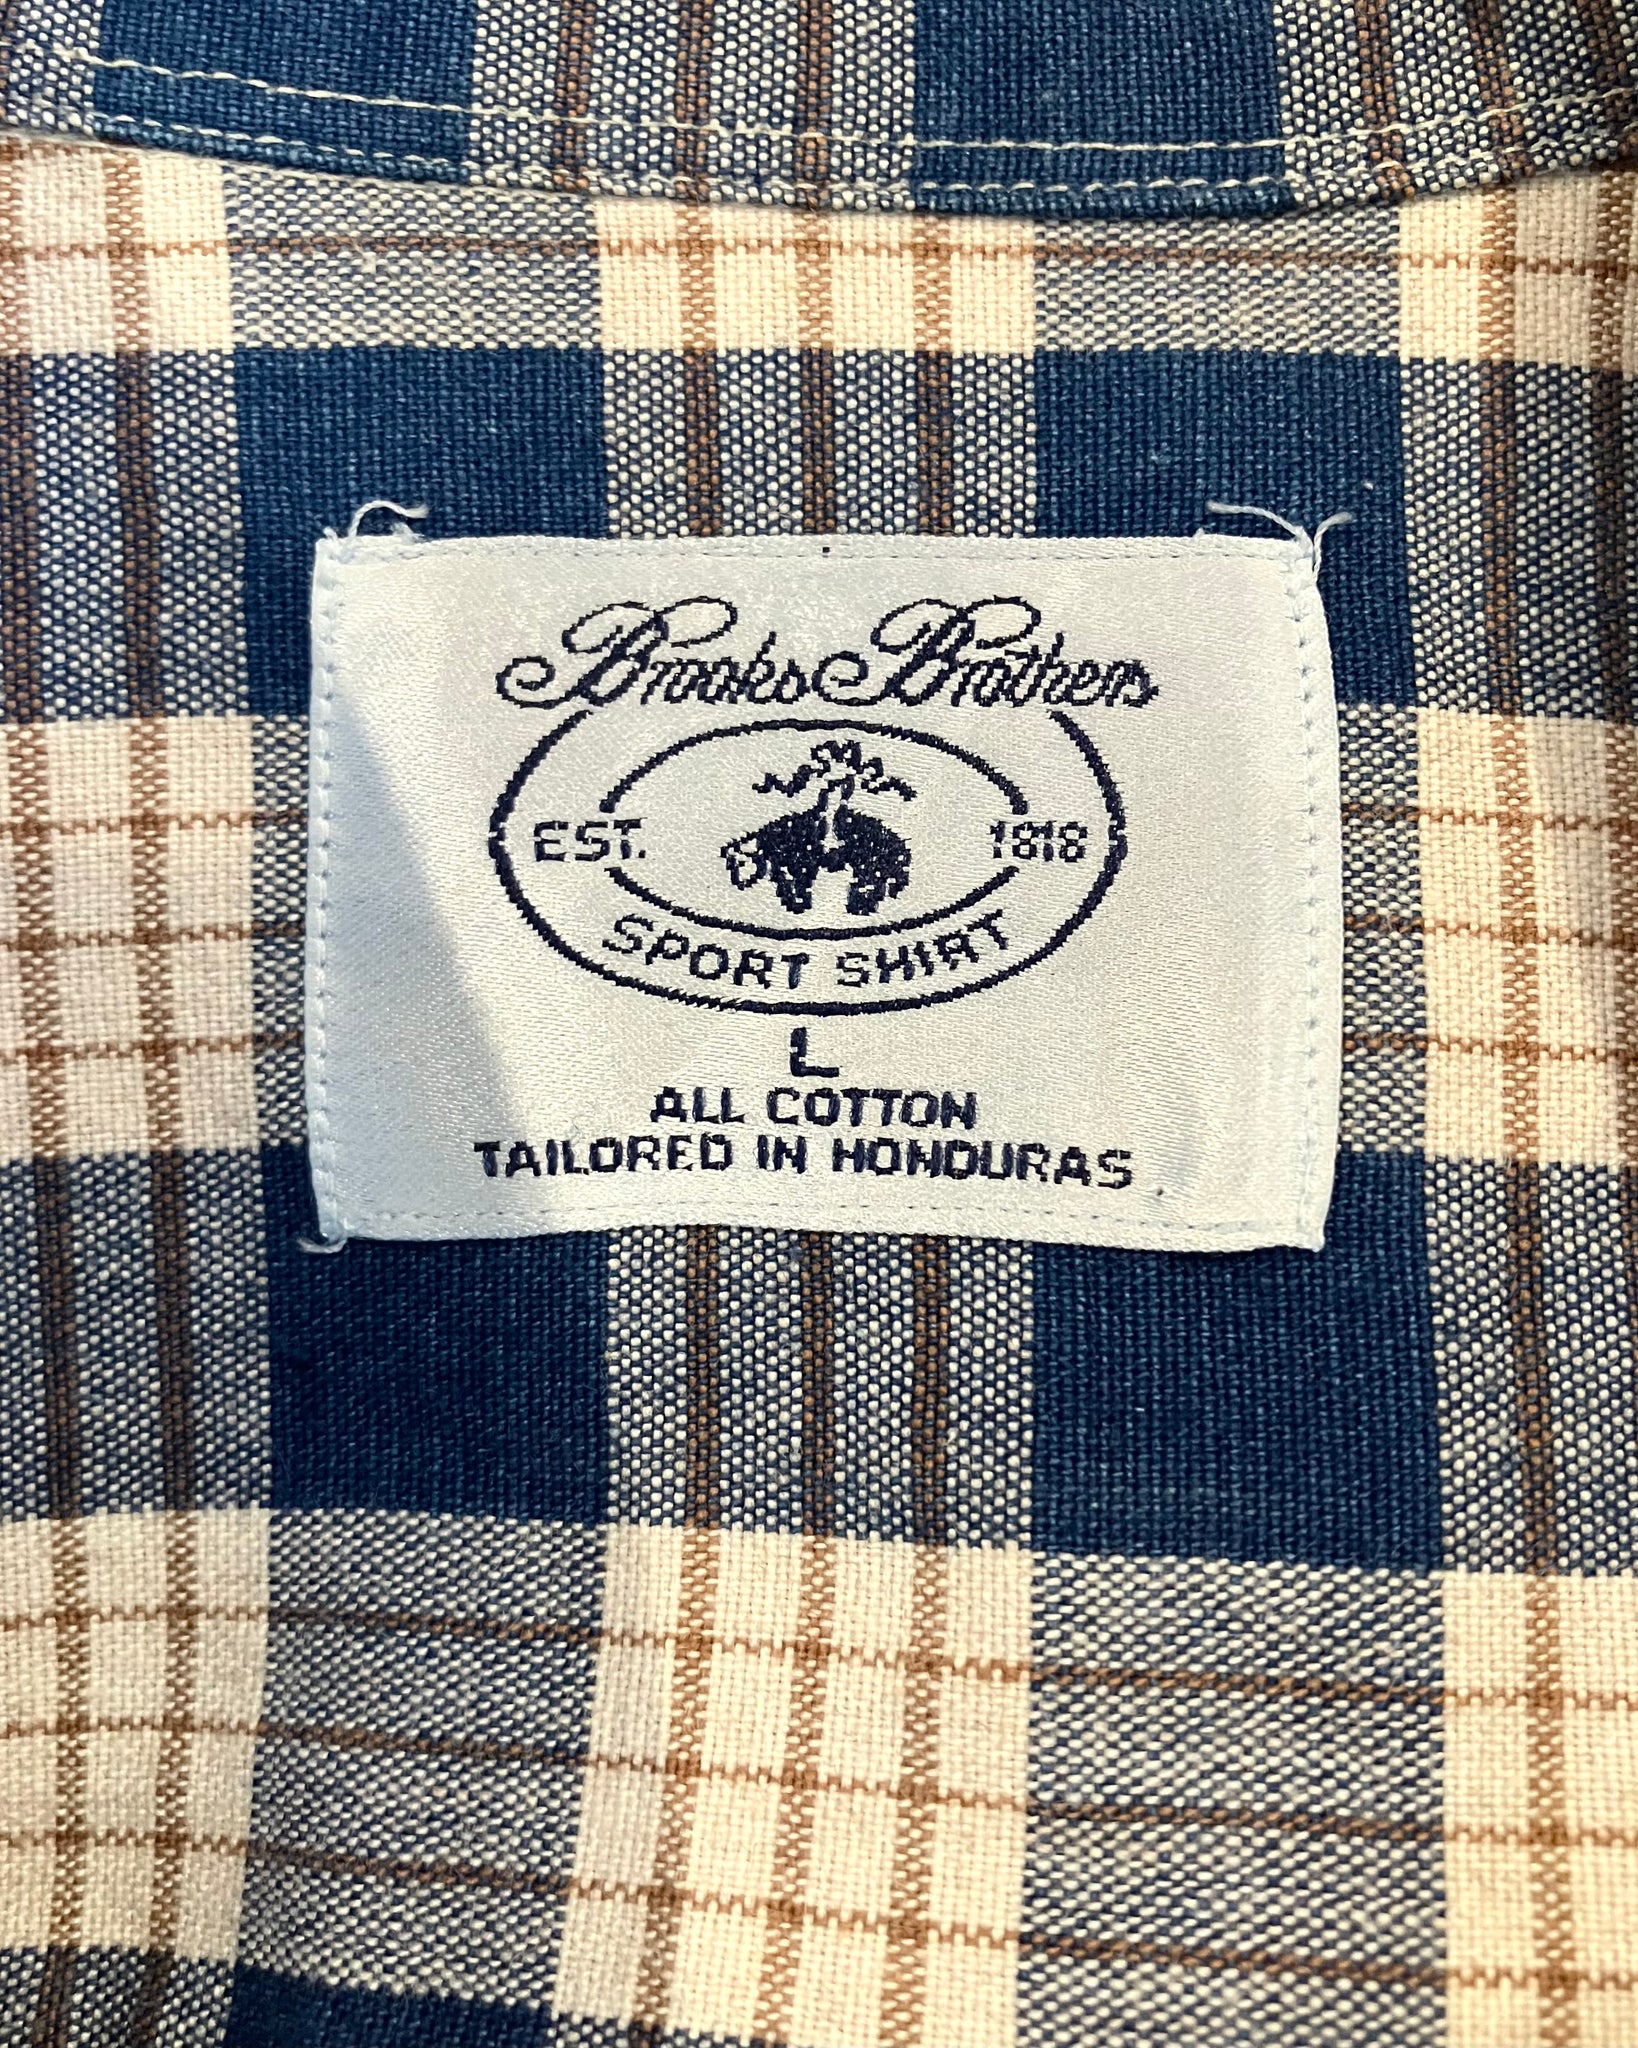 Brooks Brothers
EST. 1818
SPORT SHIRT
L
ALL COTTON
TAILORED IN HONDURAS